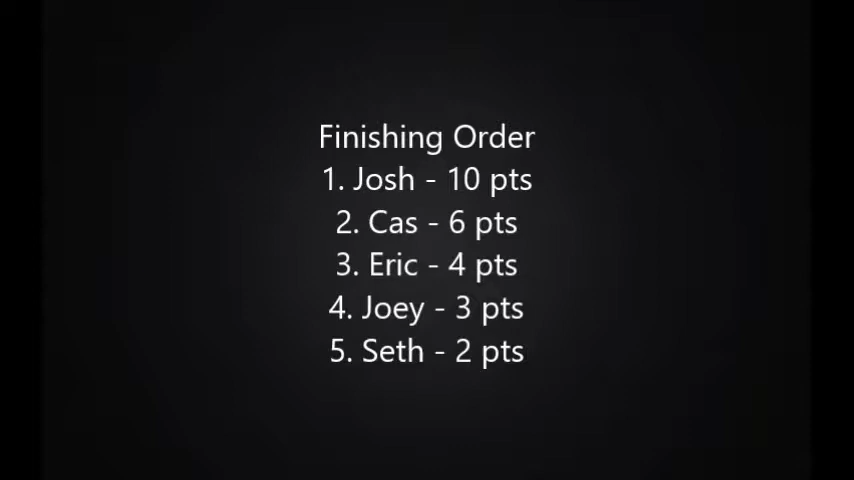 Finishing Order
1. Josh - 10 pts
2. Cas - 6 pts
3. Eric - 4 pts
4. Joey - 3 pts
5. Seth - 2 pts